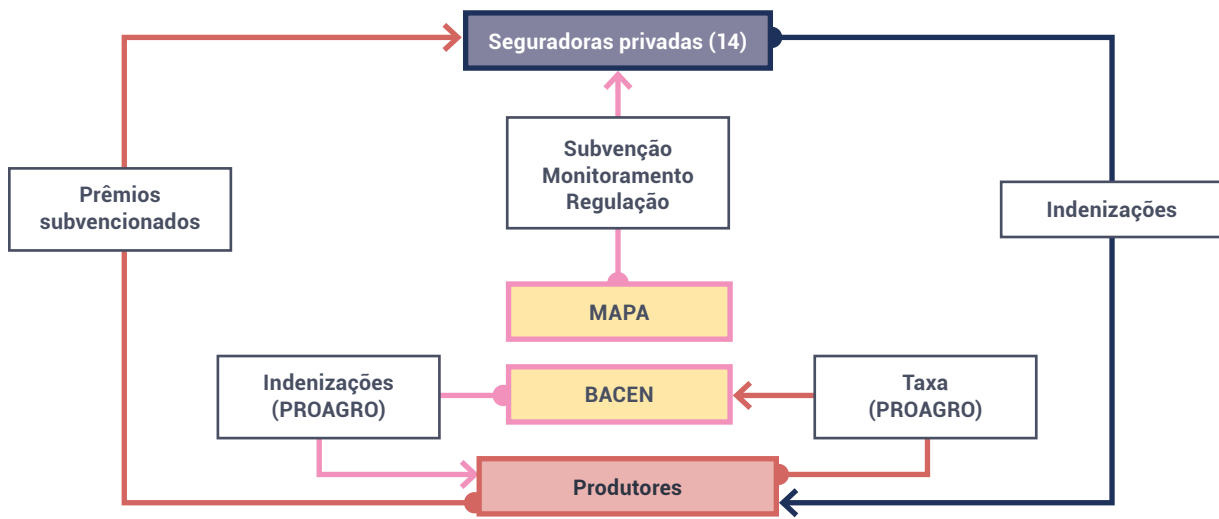 Seguradoras privadas (14)
Subvenção
Monitoramento
Regulação
Prêmios
subvencionados
Indenizações
MAPA
Indenizações
(PROAGRO)
BACEN
Taxa
(PROAGRO)
Produtores